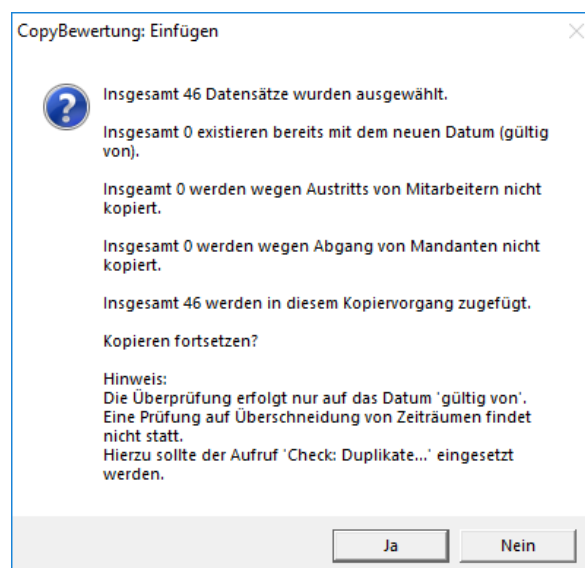 CopyBewertung: Einfügen
Insgesamt 46 Datensätze wurden ausgewählt.
Insgesamt 0 existieren bereits mit dem neuen Datum (gültig
von).
Insgeamt 0 werden wegen Austritts von Mitarbeitern nicht
kopiert.
Insgesamt 0 werden wegen Abgang von Mandanten nicht
kopiert.
Insgesamt 46 werden in diesem Kopiervorgang zugefügt.
Kopieren fortsetzen?
Hinweis:
Die Überprüfung erfolgt nur auf das Datum 'gültig von'.
Eine Prüfung auf Überschneidung von Zeiträumen findet
nicht statt.
Hierzu sollte der Aufruf 'Check: Duplikate...' eingesetzt
werden.
Ja
Nein